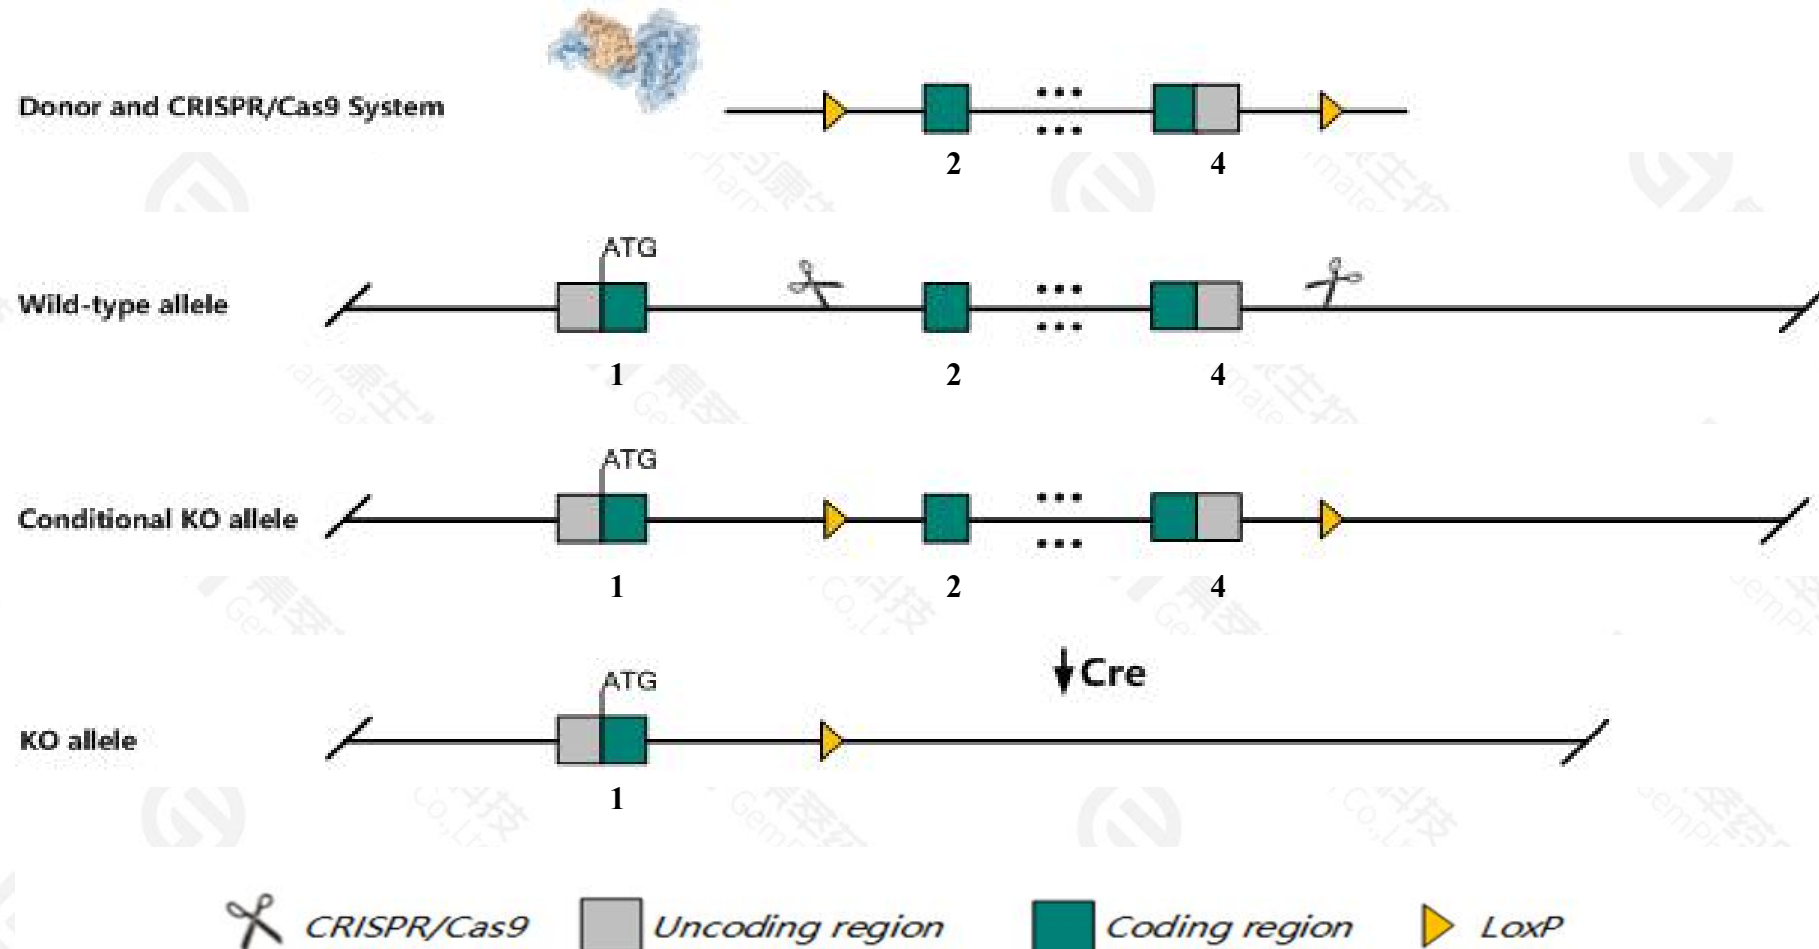 Donor and CRISPR/Cas9 System
2 4
ATG
Wild-type allele
1 2 4
ATG
Conditional KO allele
1 2 4
Cre
ATG
KO allele
1
CRISPR/Cas9 Uncoding region Coding region LoxP